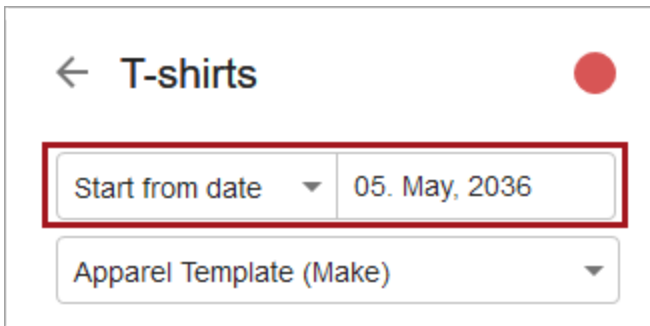 T-shirts
Start from date 05. May, 2036
Apparel Template (Make)